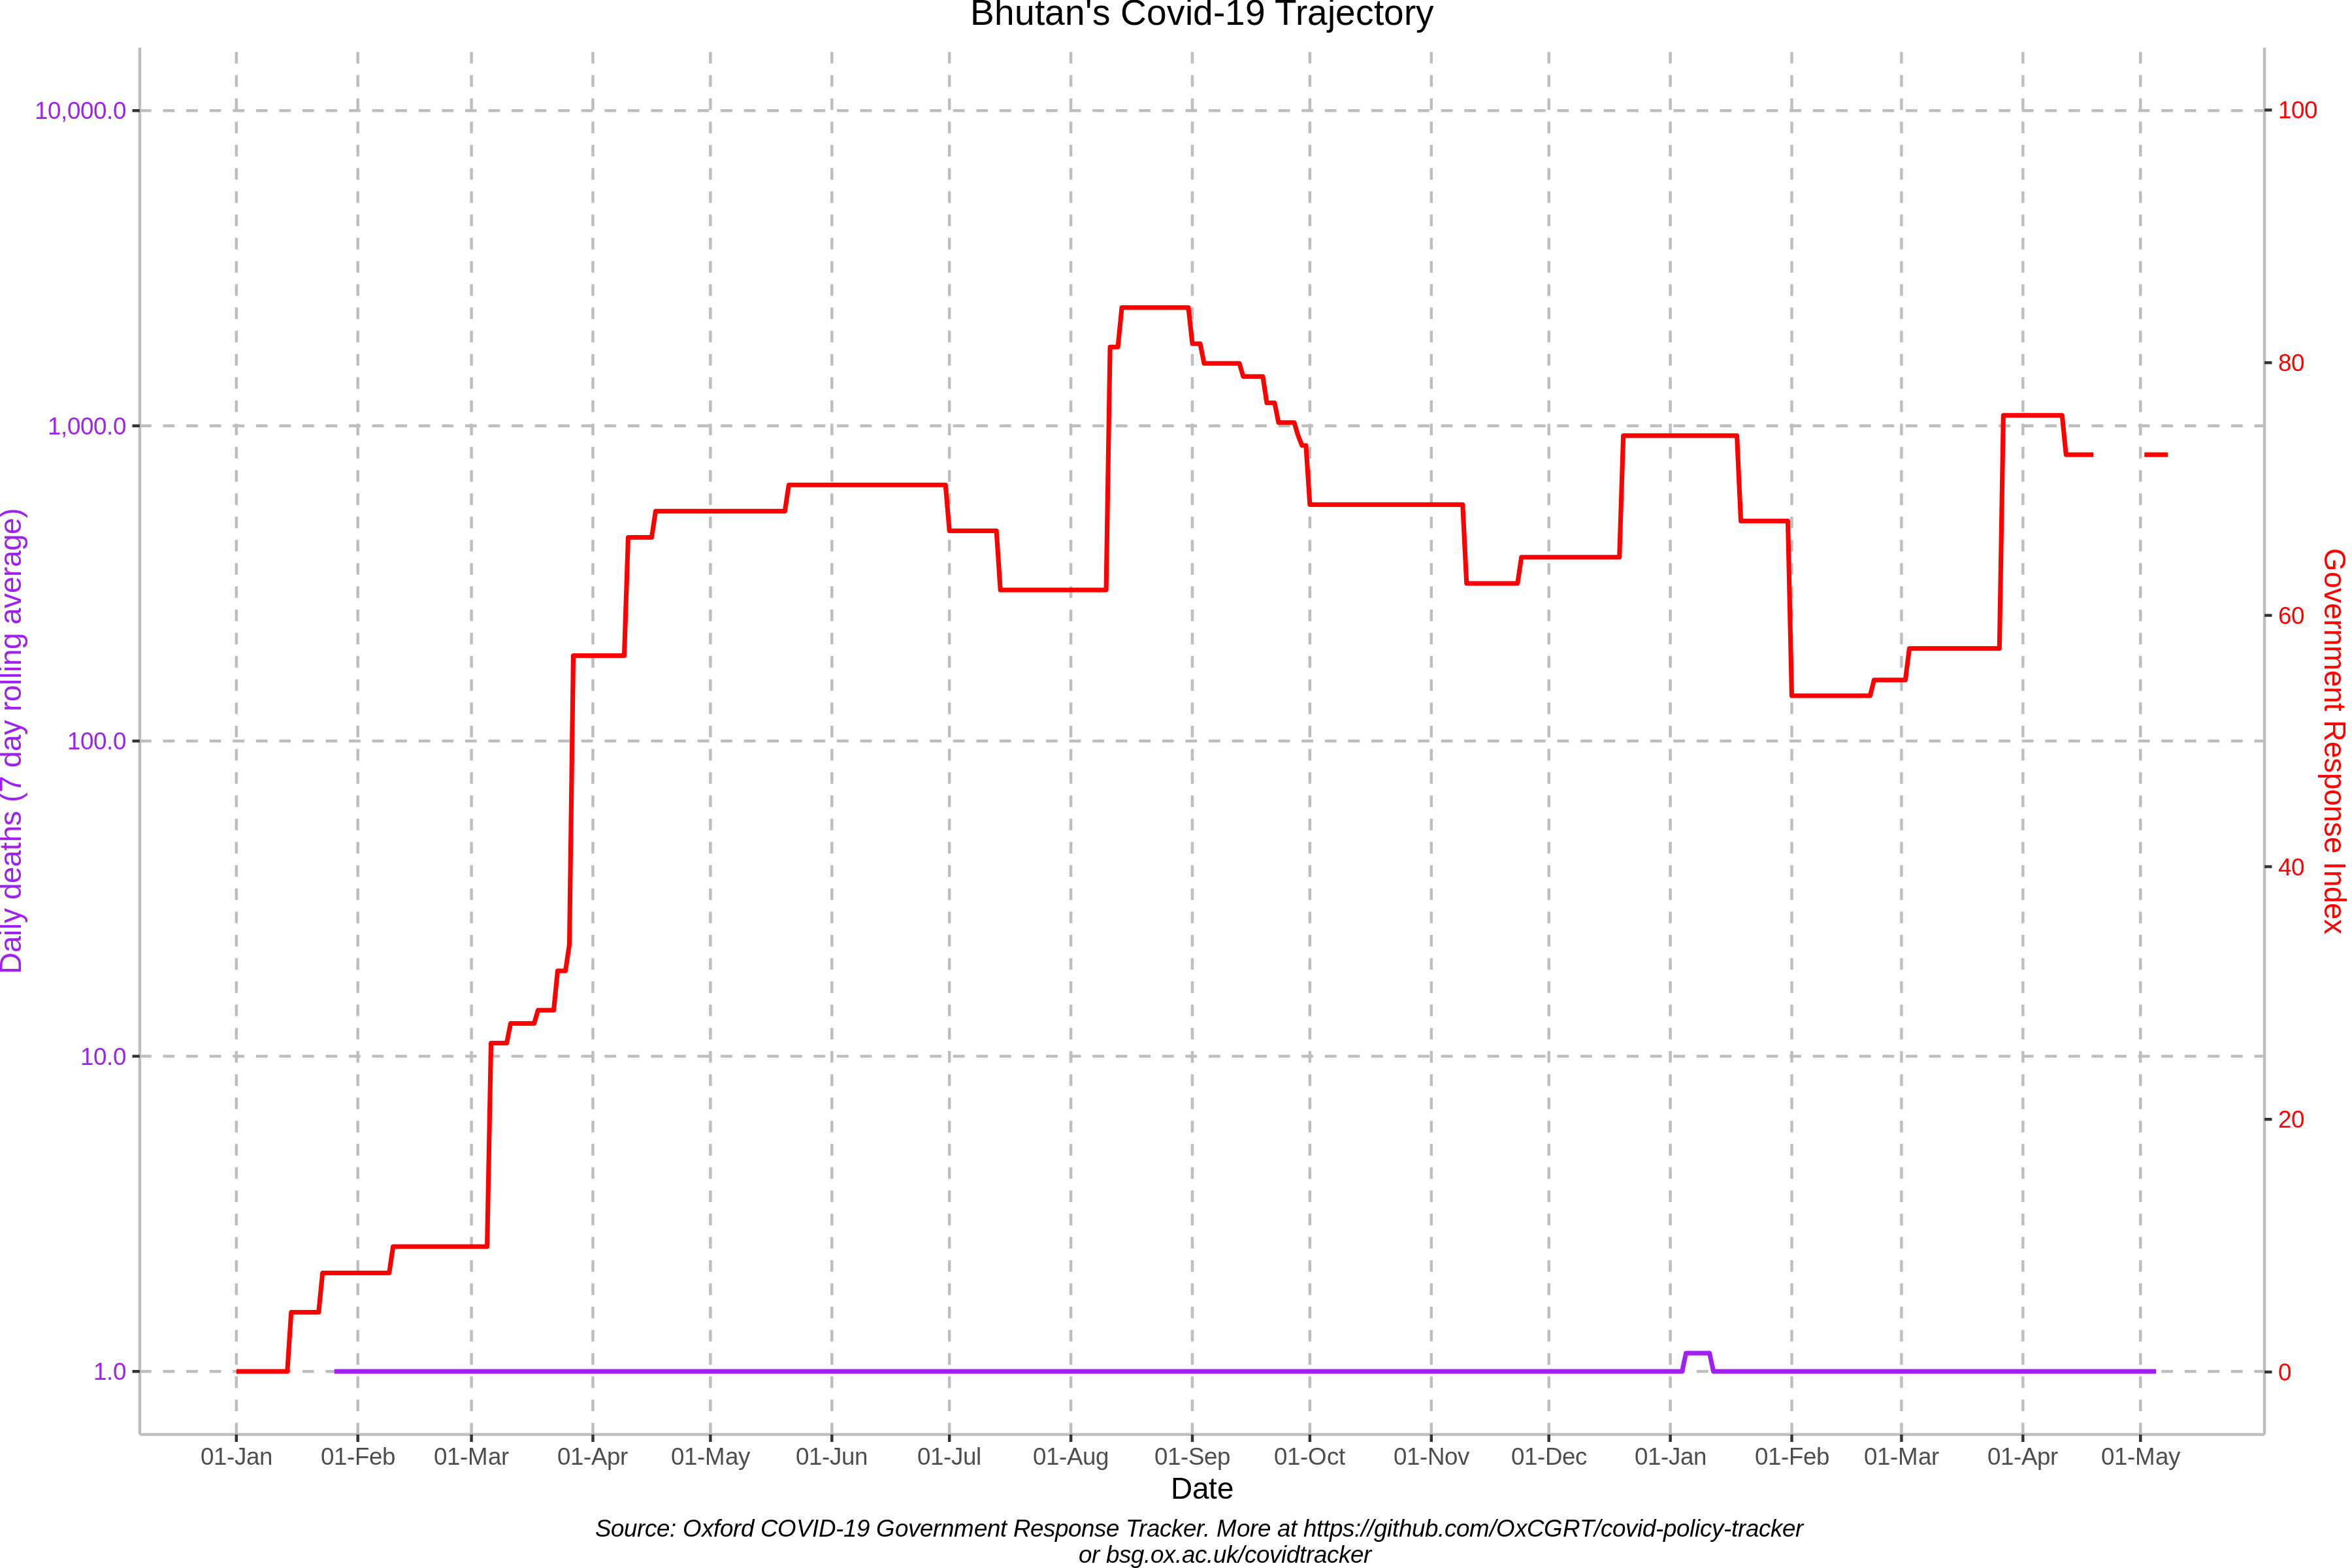 Bhutan's Covid-19 Trajectory
10,000.0
1,000.0
100.0
10.0
1.0
Daily deaths (7 day rolling average)
100
80
60
40
20
0
Government Response Index
01-Jan 01-Feb 01-Mar 01-Apr 01-May 01-Jun 01-Jul 01-Aug 01-Sep 01-Oct 01-Nov 01-Dec 01-Jan 01-Feb 01-Mar 01-Apr 01-May
Date
Source: Oxford COVID-19 Government Response Tracker. More at https://github.com/OxCGRT/covid-policy-tracker
or bsg.ox.ac.uk/covidtracker